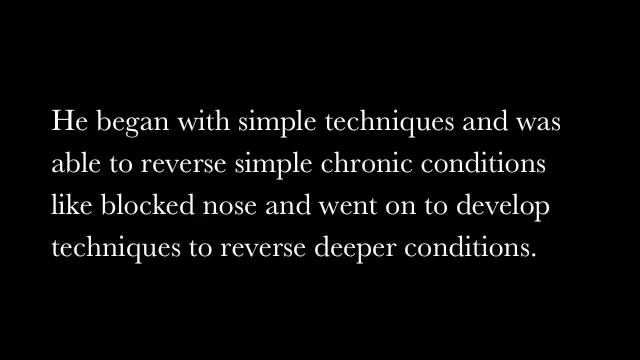 He began with simple techniques and was
able to reverse simple chronic conditions
like blocked nose and went on to develop
techniques to reverse deeper conditions.